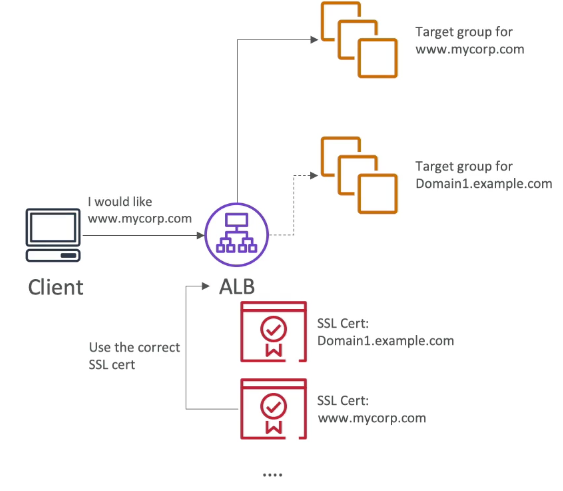 Target group for
www.mycorp.com
Target group for
Domain1.example.com
I would like
www.mycorp.com
Client
ALB
SSL Cert:
Domain1.example.com
Use the correct
SSL cert
SSL Cert:
www.mycorp.com
....